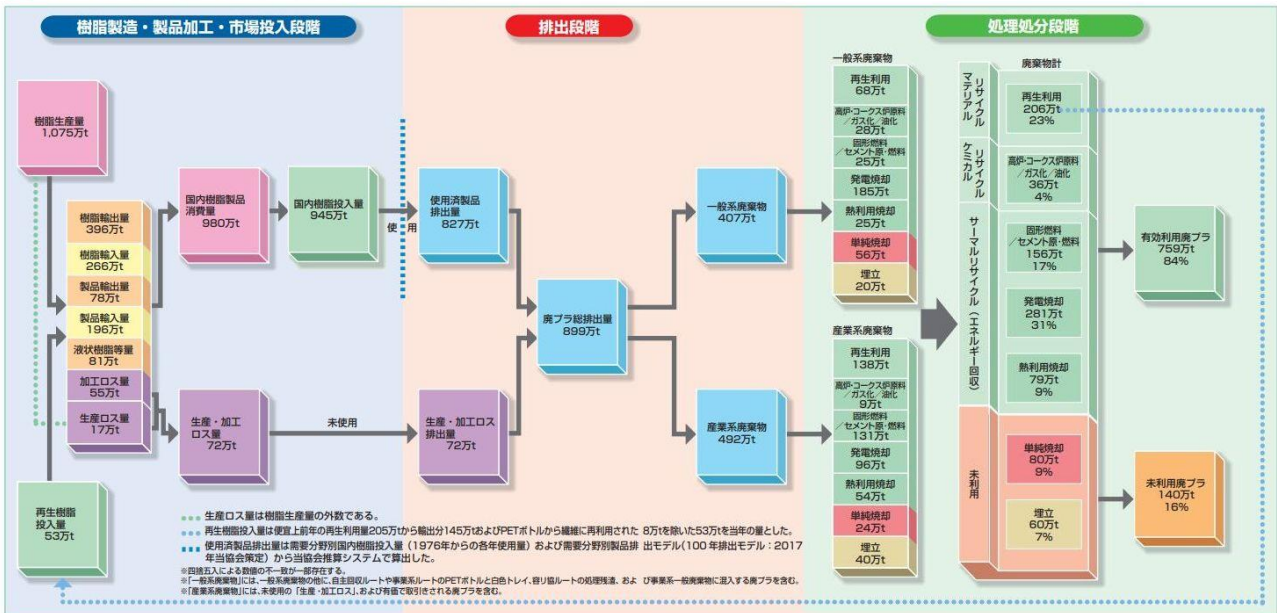 樹脂製造・製品加工・市場投入段階
排出段階
処理処分段階
樹脂生産量
1,075万t
樹脂輸出量
396万t
樹脂輸入量
266万t
製品輸出量
78万t
製品輸入量
196万t
液状樹脂等量
81万t
加工ロス量
55万t
生産ロス量
17万t
再生樹脂
投入量
53万t
国内樹脂製品
消費量
980万t
国内樹脂投入量
945万t
生産・加工
ロス量
72万t
使用
未使用
使用済製品
排出量
827万t
生産・加工ロス
排出量
72万t
廃プラ総排出量
899万t
一般系廃棄物
407万t
産業系廃棄物
492万t
一般系廃棄物
再生利用
68万t
高炉・コークス炉原料
/ガス化/油化
28万t
固形燃料
/セメント原・燃料
25万t
発電焼却
185万t
熱利用焼却
25万t
単純焼却
56万t
埋立
20万t
産業系廃棄物
再生利用
138万t
高炉・コークス炉原料
/ガス化/油化
9万t
固形燃料
/セメント原・燃料
131万t
発電焼却
96万t
熱利用焼却
54万t
単純焼却
24万t
埋立
40万t
廃棄物計
マテリアル
リサイクル
再生利用
206万t
23%
ケミカル
リサイクル
高炉・コークス炉原料
/ガス化/油化
36万t
4%
サーマルリサイクル(エネルギー回収)
固形燃料
/セメント原・燃料
156万t
17%
発電焼却
281万t
31%
熱利用焼却
79万t
9%
未利用
単純焼却
80万t
9%
埋立
60万t
7%
有効利用廃プラ
759万t
84%
未利用廃プラ
140万t
16%
生産ロス量は樹脂生産量の外数である。
再生樹脂投入量は便宜上前年の再生利用量205万tから輸出分145万tおよびPETボトルから繊維に再利用された 8万tを除いた53万tを当年の量とした。
使用済製品排出量は需要分野別国内樹脂投入量(1976年からの各年使用量)および需要分野別製品排 出モデル(100年排出モデル:2017
年当協会策定)から当協会推算システムで算出した。
※四捨五入による数値の不一致が一部存在する。
※「一般系廃棄物」には、一般系廃棄物の他に、自主回収ルートや事業系ルートのPETボトルと白色トレイ、容リ協ルートの処理残渣、およ び事業系一般廃棄物に混入する廃プラを含む。
※「産業系廃棄物」には、未使用の「生産・加工ロス」、および有価で取引きされる廃プラを含む。